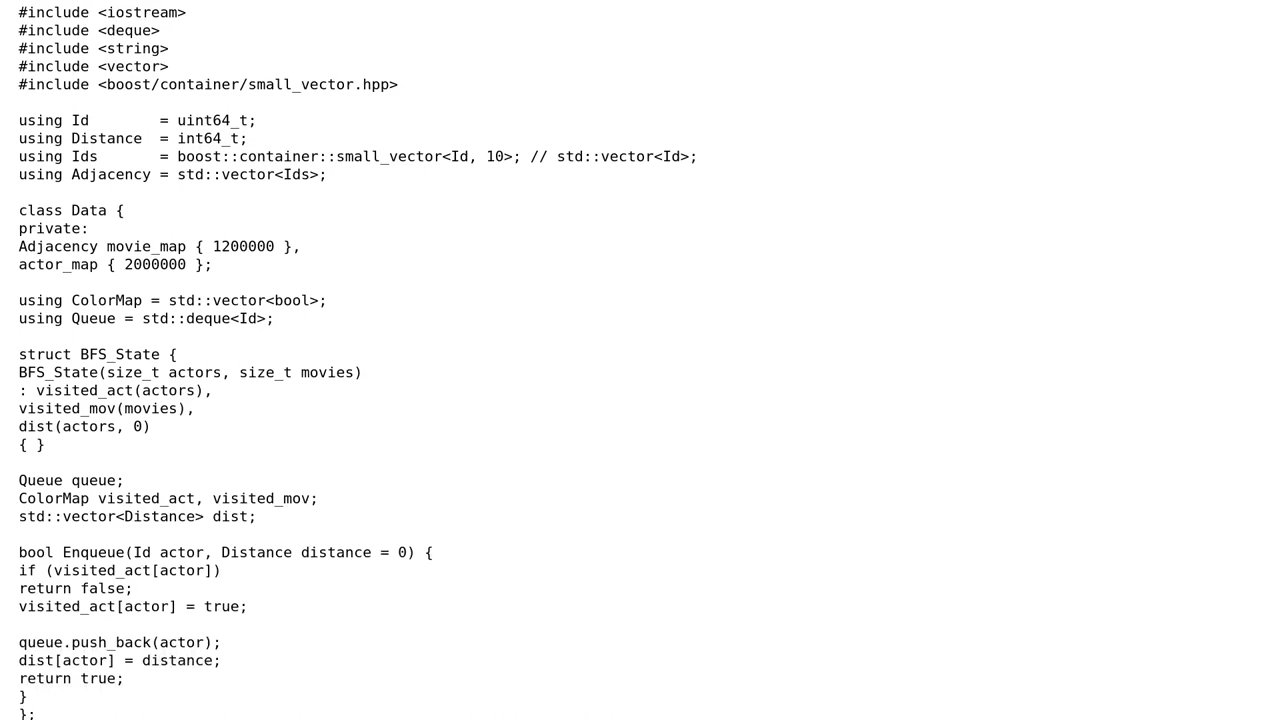 #include <iostream>
#include <deque>
#include <string>
#include <vector>
#include <boost/container/small_vector.hpp>
using Id        = uint64_t;
using Distance  = int64_t;
using Ids       = boost::container::small_vector<Id, 10>; // std::vector<Id>;
using Adjacency = std::vector<Ids>;
class Data {
private:
Adjacency movie_map { 1200000 },
actor_map { 2000000 };
using ColorMap = std::vector<bool>;
using Queue = std::deque<Id>;
struct BFS_State {
BFS_State(size_t actors, size_t movies)
: visited_act(actors),
visited_mov(movies),
dist(actors, 0)
{ }
Queue queue;
ColorMap visited_act, visited_mov;
std::vector<Distance> dist;
bool Enqueue(Id actor, Distance distance = 0) {
if (visited_act[actor])
return false;
visited_act[actor] = true;
queue.push_back(actor);
dist[actor] = distance;
return true;
}
};